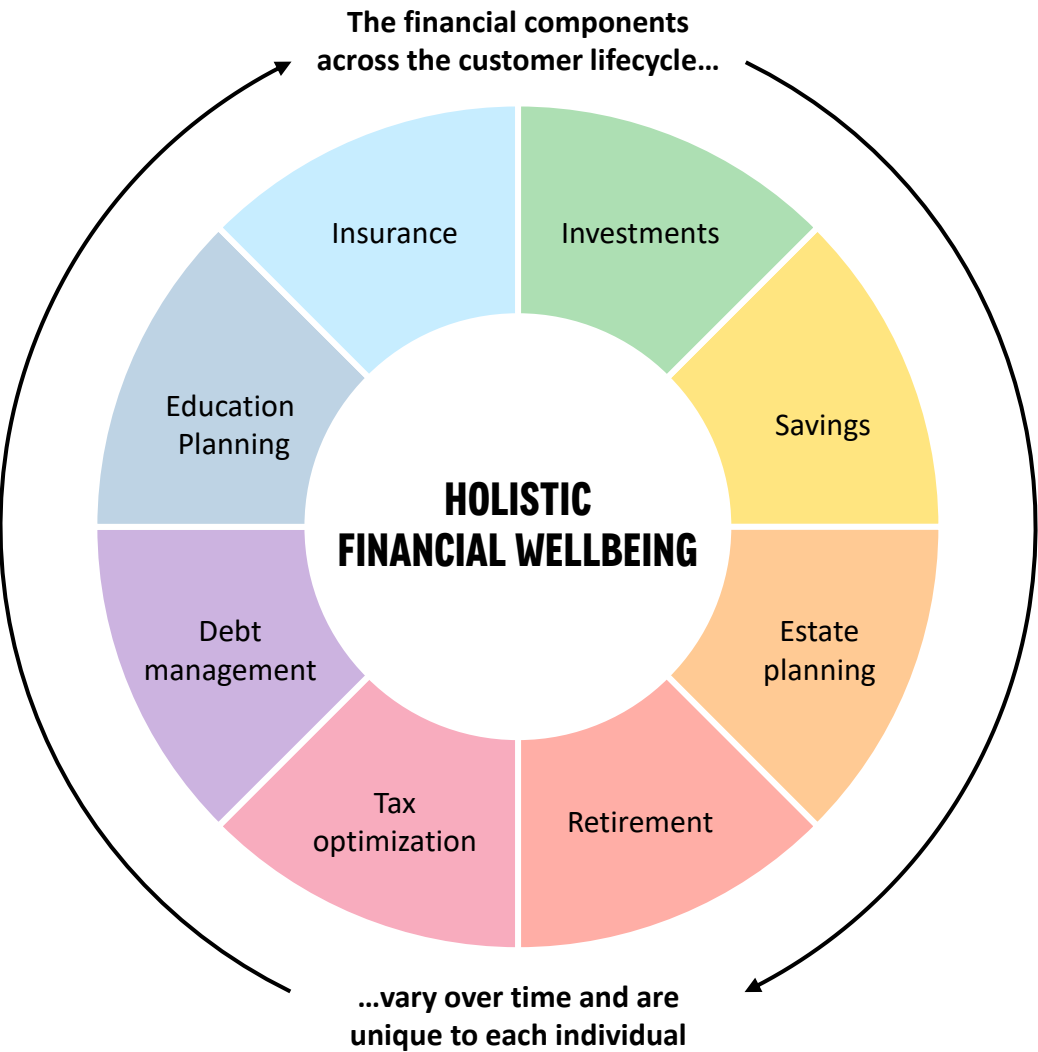 The financial components
across the customer lifecycle…
Insurance
Investments
Education
Planning
Savings
HOLISTIC
FINANCIAL WELLBEING
Debt
management
Estate
planning
Tax
optimization
Retirement
…vary over time and are
unique to each individual